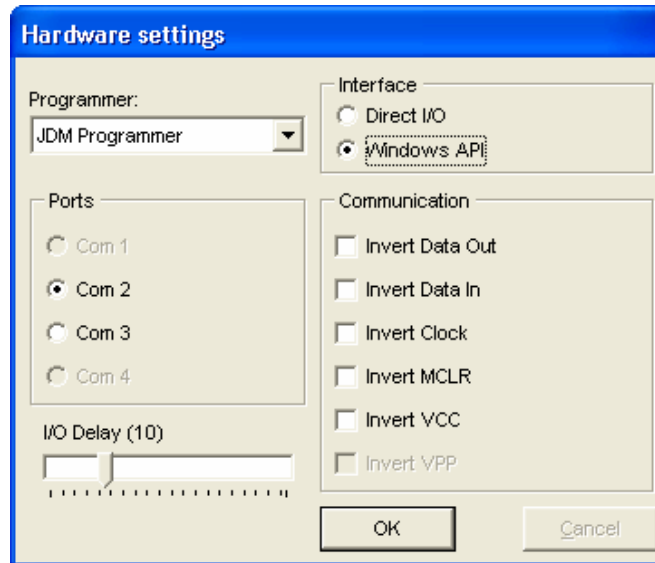 Hardware settings
Programmer:
JDM Programmer
Interface
Direct I/O
Windows API
Ports
Com 1
Com 2
Com 3
Com 4
I/O Delay (10)
Communication
Invert Data Out
Invert Data In
Invert Clock
Invert MCLR
Invert VCC
Invert VPP
OK
Cancel